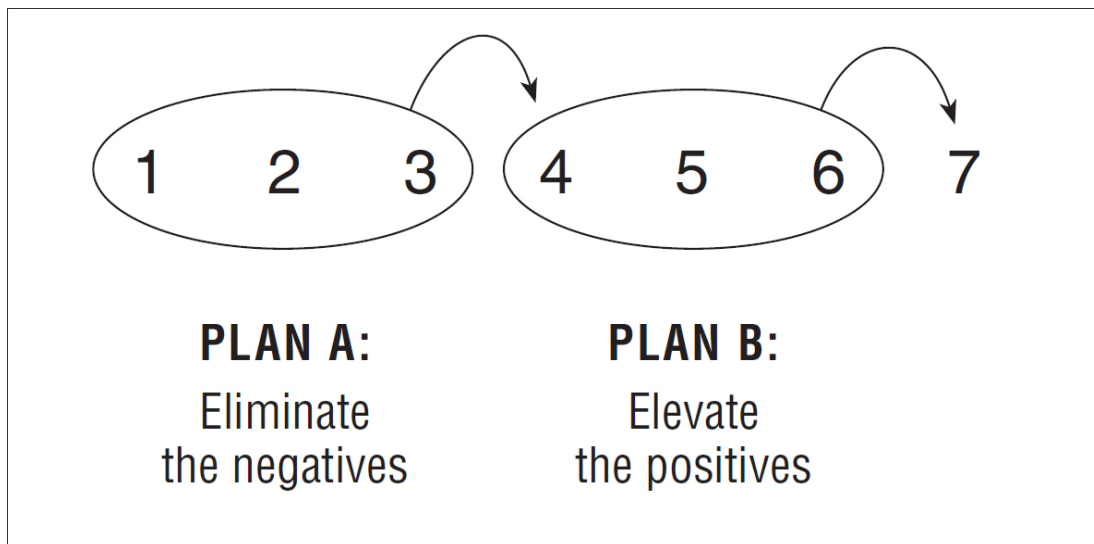 1 2 3 4 5 6 7
PLAN A: PLAN B:
Eliminate Elevate
the negatives the positives